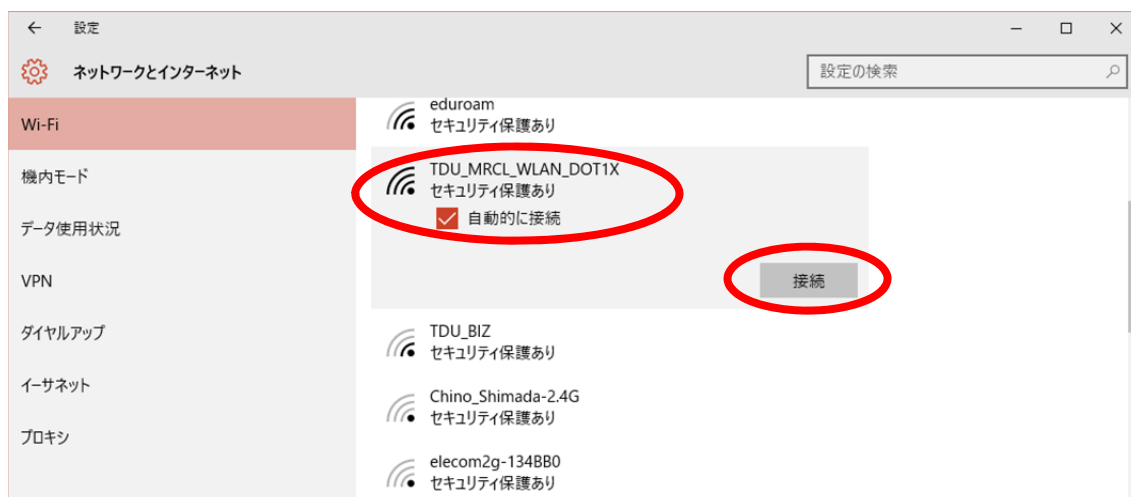 設定
ネットワークとインターネット
設定の検索
Wi-Fi
機内モード
データ使用状況
VPN
ダイヤルアップ
イーサネット
プロキシ
eduroam
セキュリティ保護あり
TDU_MRCL_WLAN_DOT1X
セキュリティ保護あり
自動的に接続
接続
TDU_BIZ
セキュリティ保護あり
Chino_Shimada-2.4G
セキュリティ保護あり
elecom2g-134BB0
セキュリティ保護あり